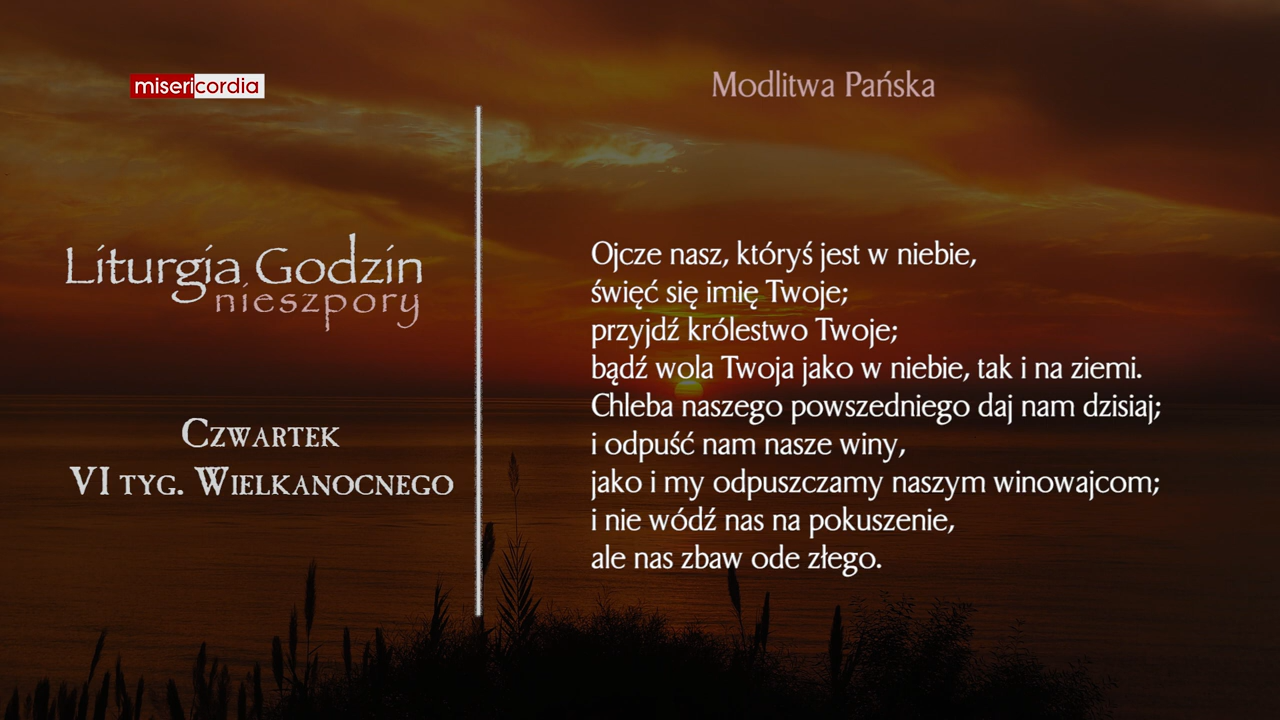 misericordia
Liturgia Godzin
nieszpory
Czwartek
VI tyg. Wielkanocnego
Modlitwa Pańska
Ojcze nasz, któryś jest w niebie,
święć się imię Twoje;
przyjdź królestwo Twoje;
bądź wola Twoja jako w niebie, tak i na ziemi.
Chleba naszego powszedniego daj nam dzisiaj;
i odpuść nam nasze winy,
jako i my odpuszczamy naszym winowajcom;
i nie wódź nas na pokuszenie,
ale nas zbaw ode złego.